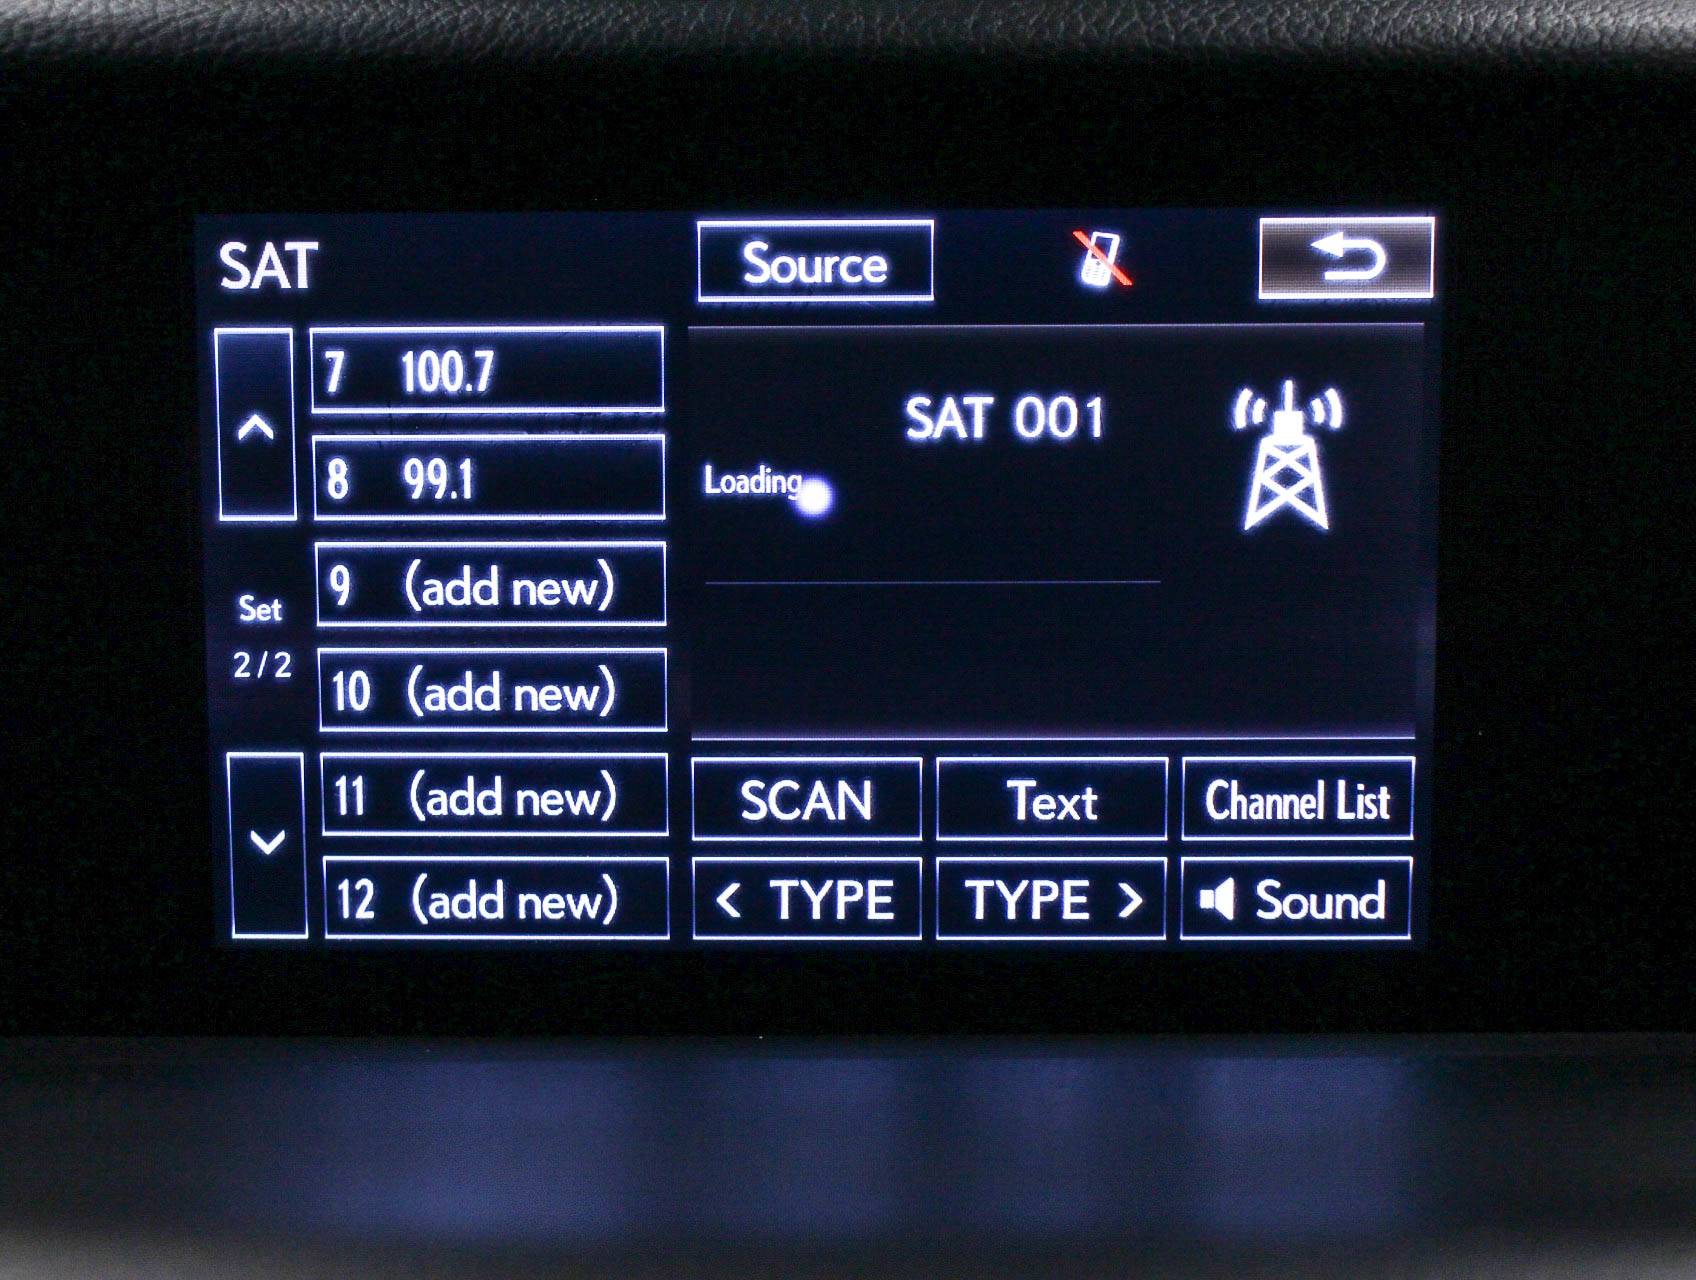 SAT
Source
7 100.7
8 99.1
9 (add new)
10 (add new)
11 (add new)
12 (add new)
Set
2/2
SAT 001
Loading
SCAN
Text
Channel List
< TYPE
TYPE >
Sound